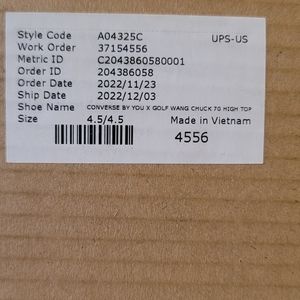 Style Code A04325C UPS-US
Work Order 37154556
Metric ID C2043860580001
Order ID 204386058
Order Date 2022/11/23
Ship Date 2022/12/03
Shoe Name CONVERSE BY YOU X GOLF WANG CHUCK 70 HIGH TOP
Size 4.5/4.5 Made in Vietnam
4556